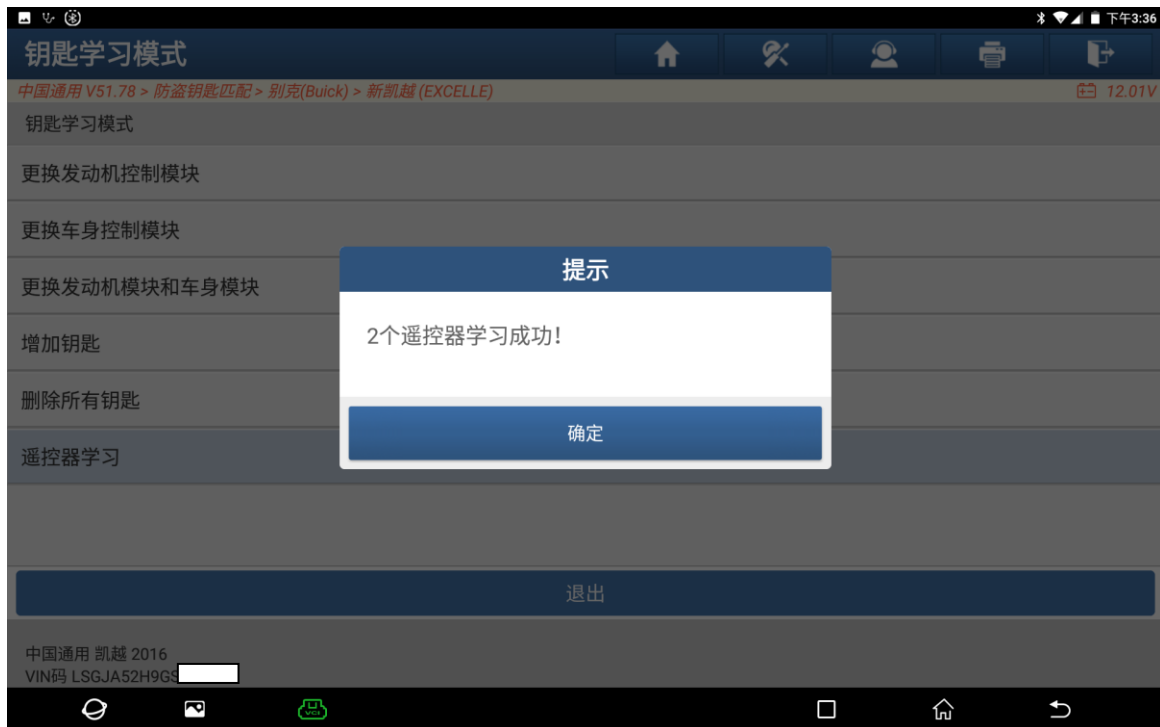 下午3:36
钥匙学习模式
中国通用 V51.78 > 防盗钥匙匹配 > 别克(Buick) > 新凯越 (EXCELLE)
12.01V
钥匙学习模式
更换发动机控制模块
更换车身控制模块
更换发动机模块和车身模块
增加钥匙
删除所有钥匙
遥控器学习
提示
2个遥控器学习成功!
确定
退出
中国通用 凯越 2016
VIN码 LSGJA52H9GS
VCI